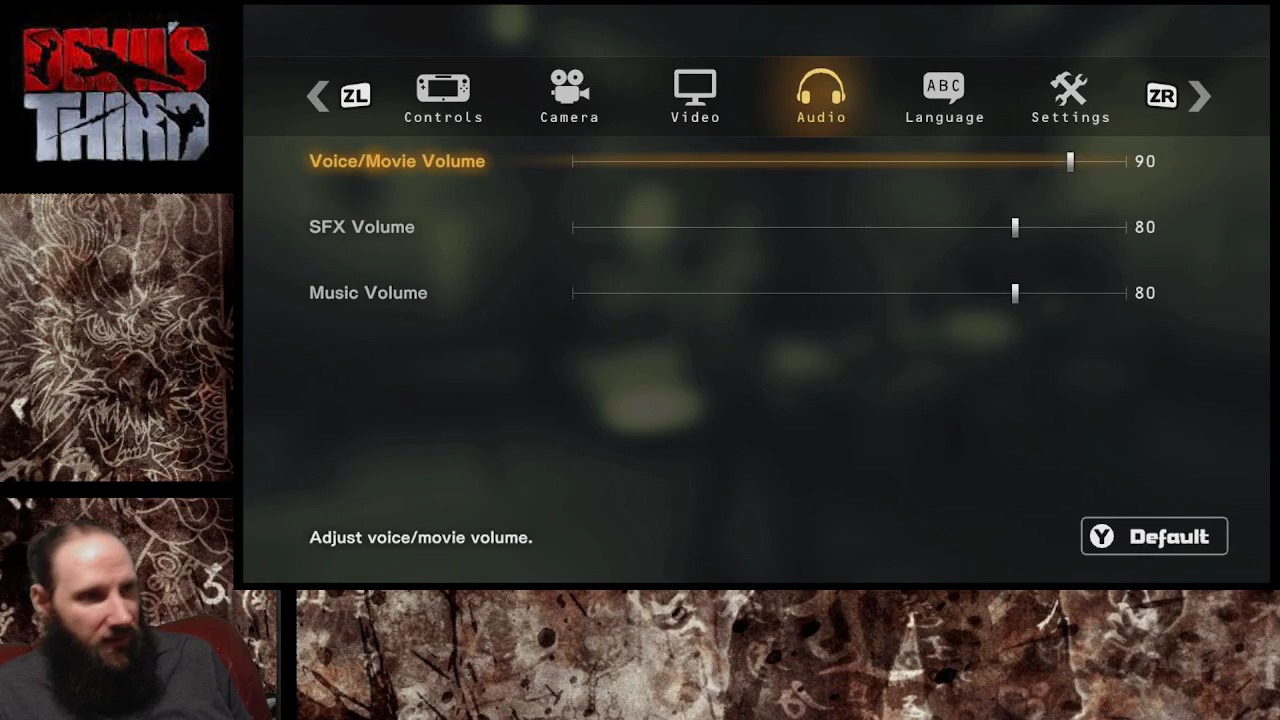 DEVIL'S
THIRD
ZL
Controls
Camera
Video
Audio
ABC
Language
Settings
ZR
Voice/Movie Volume
90
SFX Volume
80
Music Volume
80
Adjust voice/movie volume.
Y Default
3